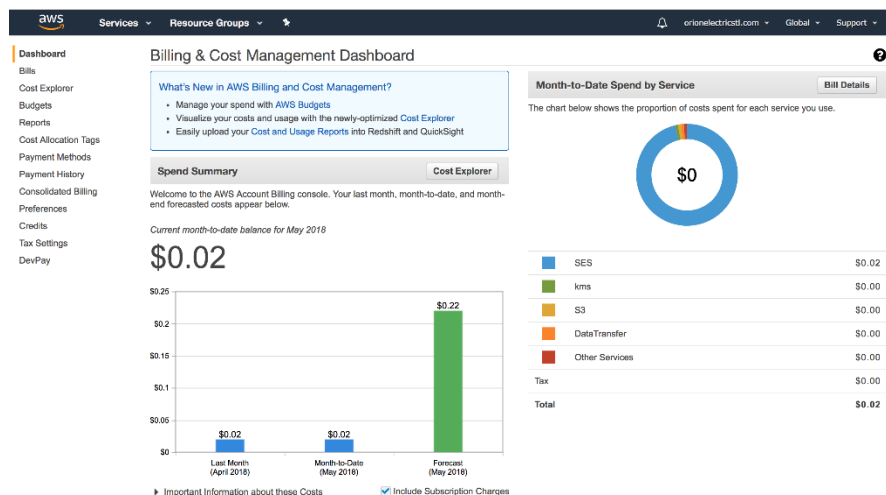 aws
Services
Resource Groups
orionelectricstl.com
Global
Support
Dashboard
Bills
Cost Explorer
Budgets
Reports
Cost Allocation Tags
Payment Methods
Payment History
Consolidated Billing
Preferences
Credits
Tax Settings
DevPay
Billing & Cost Management Dashboard
?
What's New in AWS Billing and Cost Management?
• Manage your spend with AWS Budgets
• Visualize your costs and usage with the newly-optimized Cost Explorer
• Easily upload your Cost and Usage Reports into Redshift and QuickSight
Spend Summary
Cost Explorer
Welcome to the AWS Account Billing console. Your last month, month-to-date, and month-
end forecasted costs appear below.
Current month-to-date balance for May 2018
$0.02
$0.25
$0.2
$0.15
$0.1
$0.05
$0
$0.02
$0.02
$0.22
Last Month
(April 2018)
Month-to-Date
(May 2018)
Forecast
(May 2018)
Important Information about these Costs
Include Subscription Charges
Month-to-Date Spend by Service
Bill Details
The chart below shows the proportion of costs spent for each service you use.
$0
SES $0.02
kms $0.00
S3 $0.00
DataTransfer $0.00
Other Services $0.00
Tax $0.00
Total $0.02